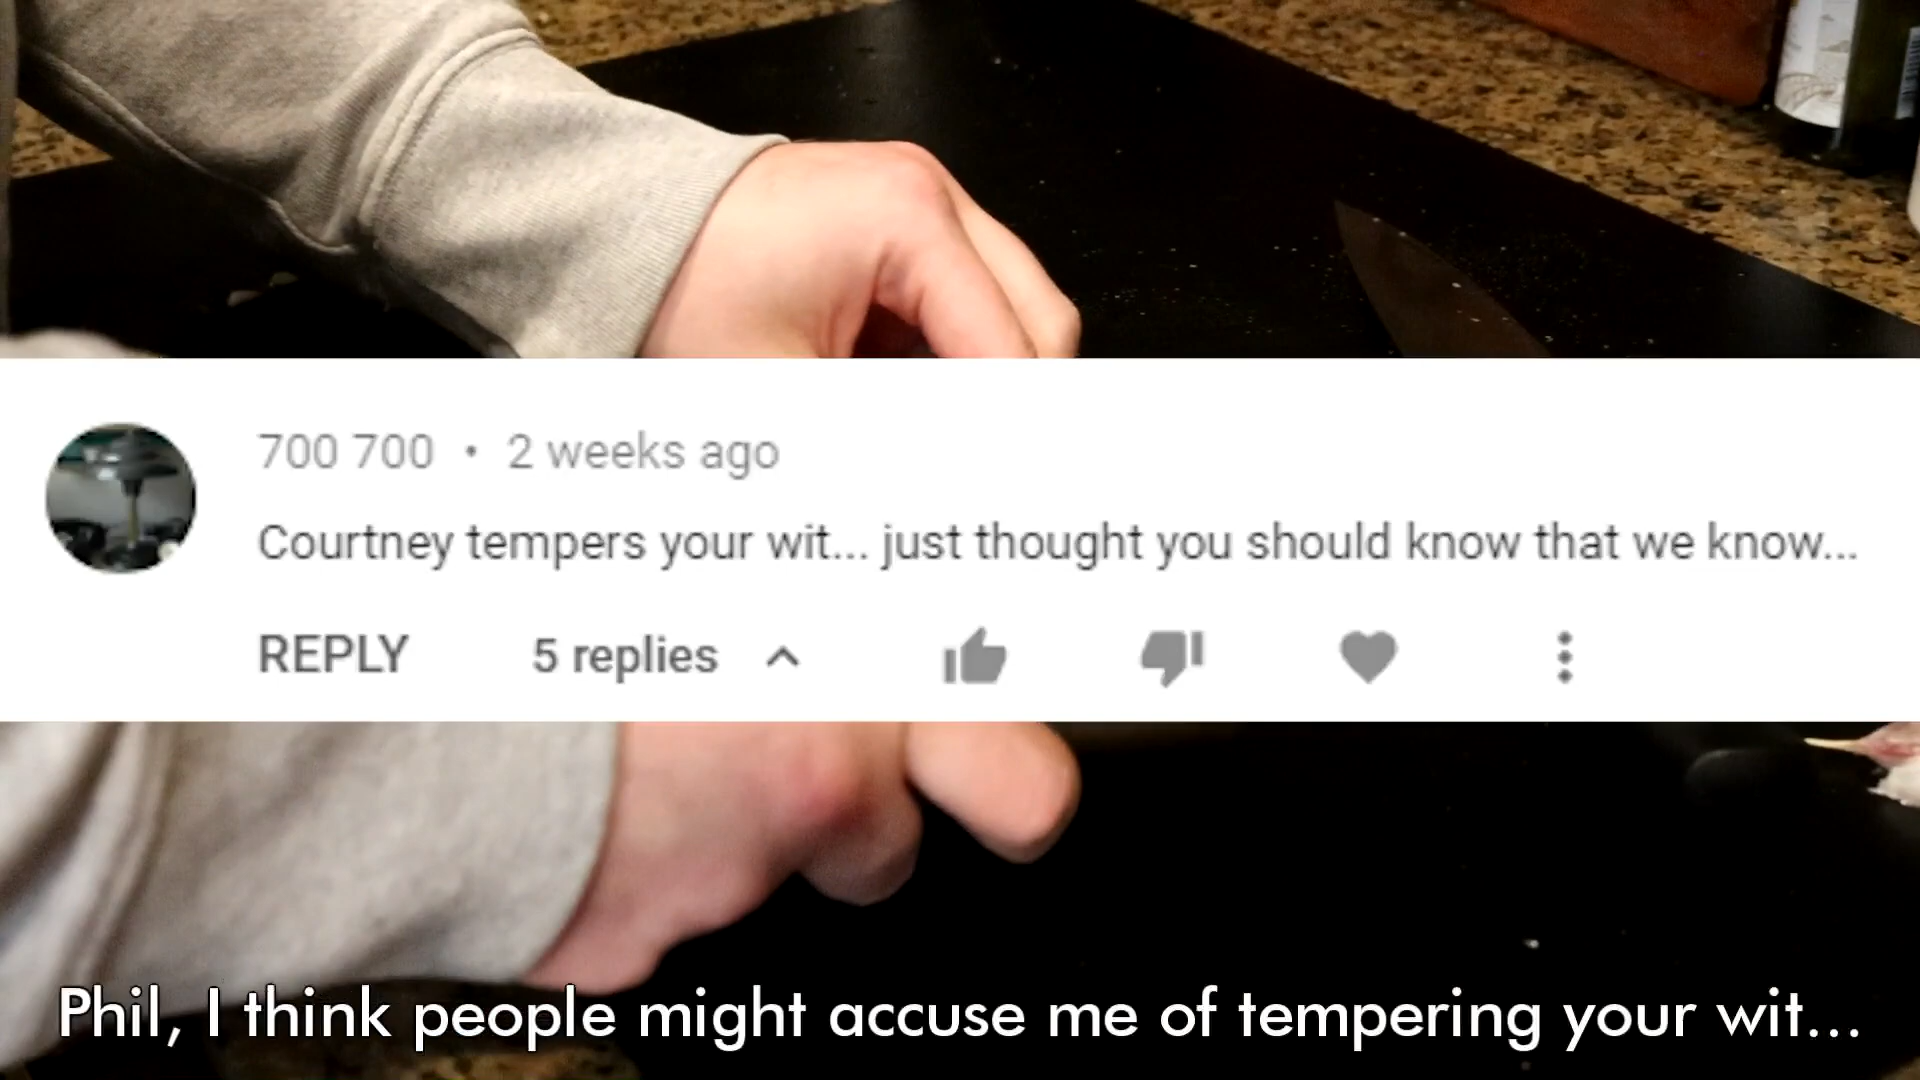 700 700 • 2 weeks ago
Courtney tempers your wit... just thought you should know that we know...
REPLY 5 replies
Phil, I think people might accuse me of tempering your wit...